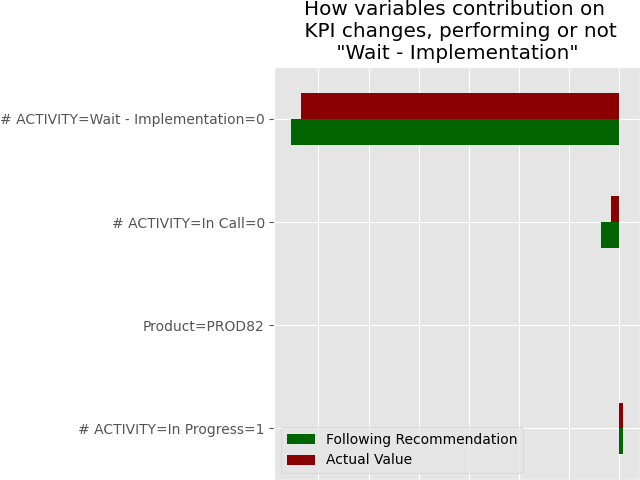 How variables contribution on
KPI changes, performing or not
"Wait - Implementation"
# ACTIVITY=Wait - Implementation=0
# ACTIVITY=In Call=0
Product=PROD82
# ACTIVITY=In Progress=1
Following Recommendation
Actual Value